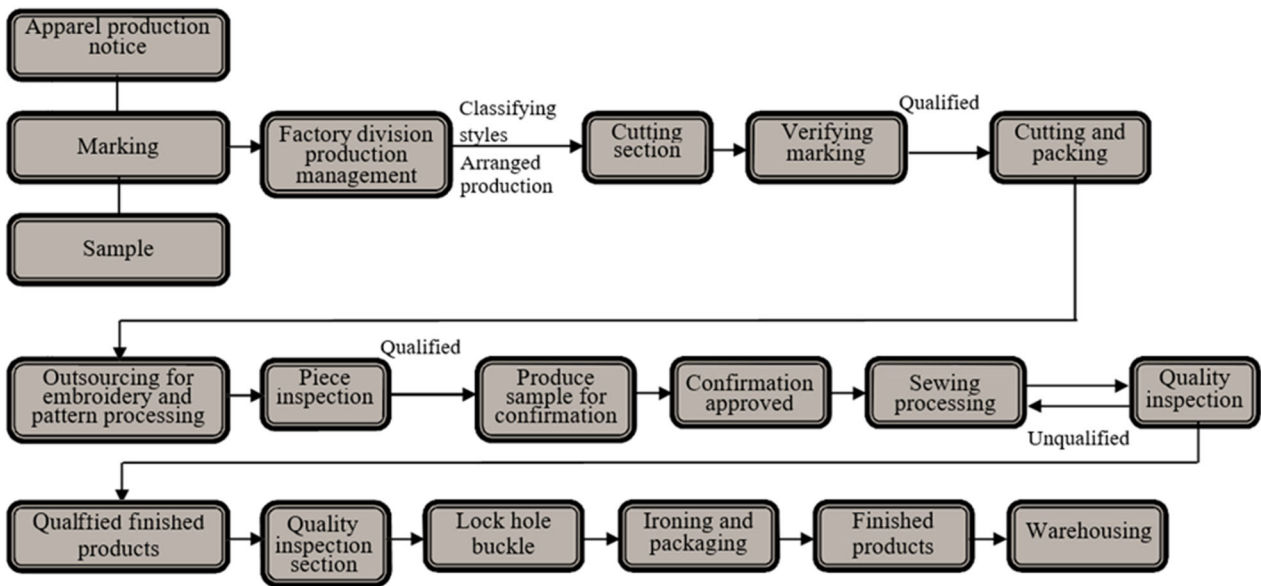 Apparel production
notice
Marking
Sample
Factory division
production
management
Classifying
styles
Arranged
production
Cutting
section
Verifying
marking
Qualified
Cutting and
packing
Outsourcing for
embroidery and
pattern processing
Piece
inspection
Qualified
Produce
sample for
confirmation
Confirmation
approved
Sewing
processing
Unqualified
Quality
inspection
Qualftied finished
products
Quality
inspection
section
Lock hole
buckle
Ironing and
packaging
Finished
products
Warehousing